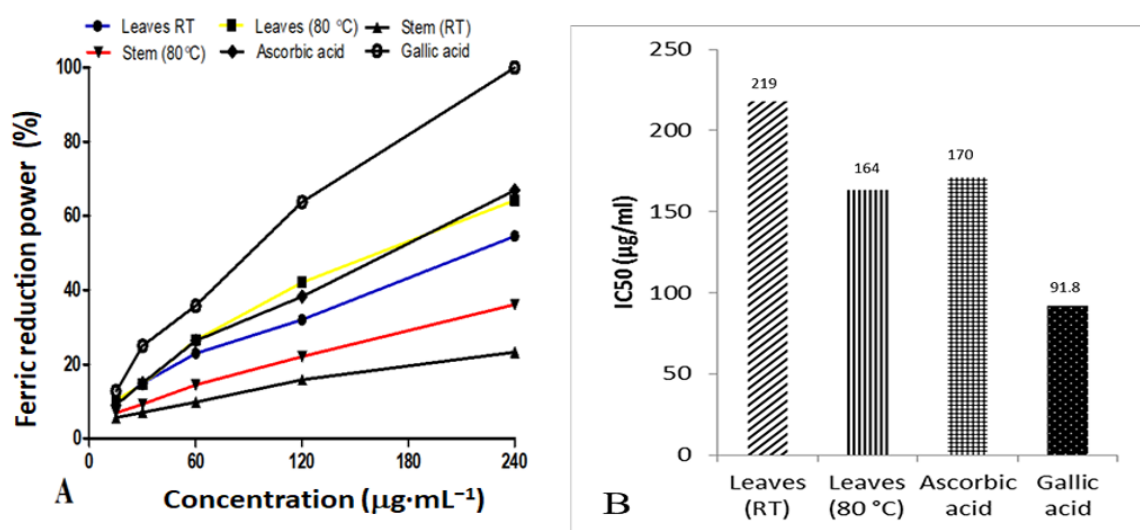 Leaves RT Leaves (80 °C) Stem (RT)
Stem (80°C) Ascorbic acid Gallic acid
Ferric reduction power (%)
100
80
60
40
20
0
0 60 120 180 240
A
Concentration (µg·mL⁻¹)
IC50 (µg/ml)
250
200
150
100
50
0
219
164
170
91.8
Leaves (RT)
Leaves (80 °C)
Ascorbic acid
Gallic acid
B